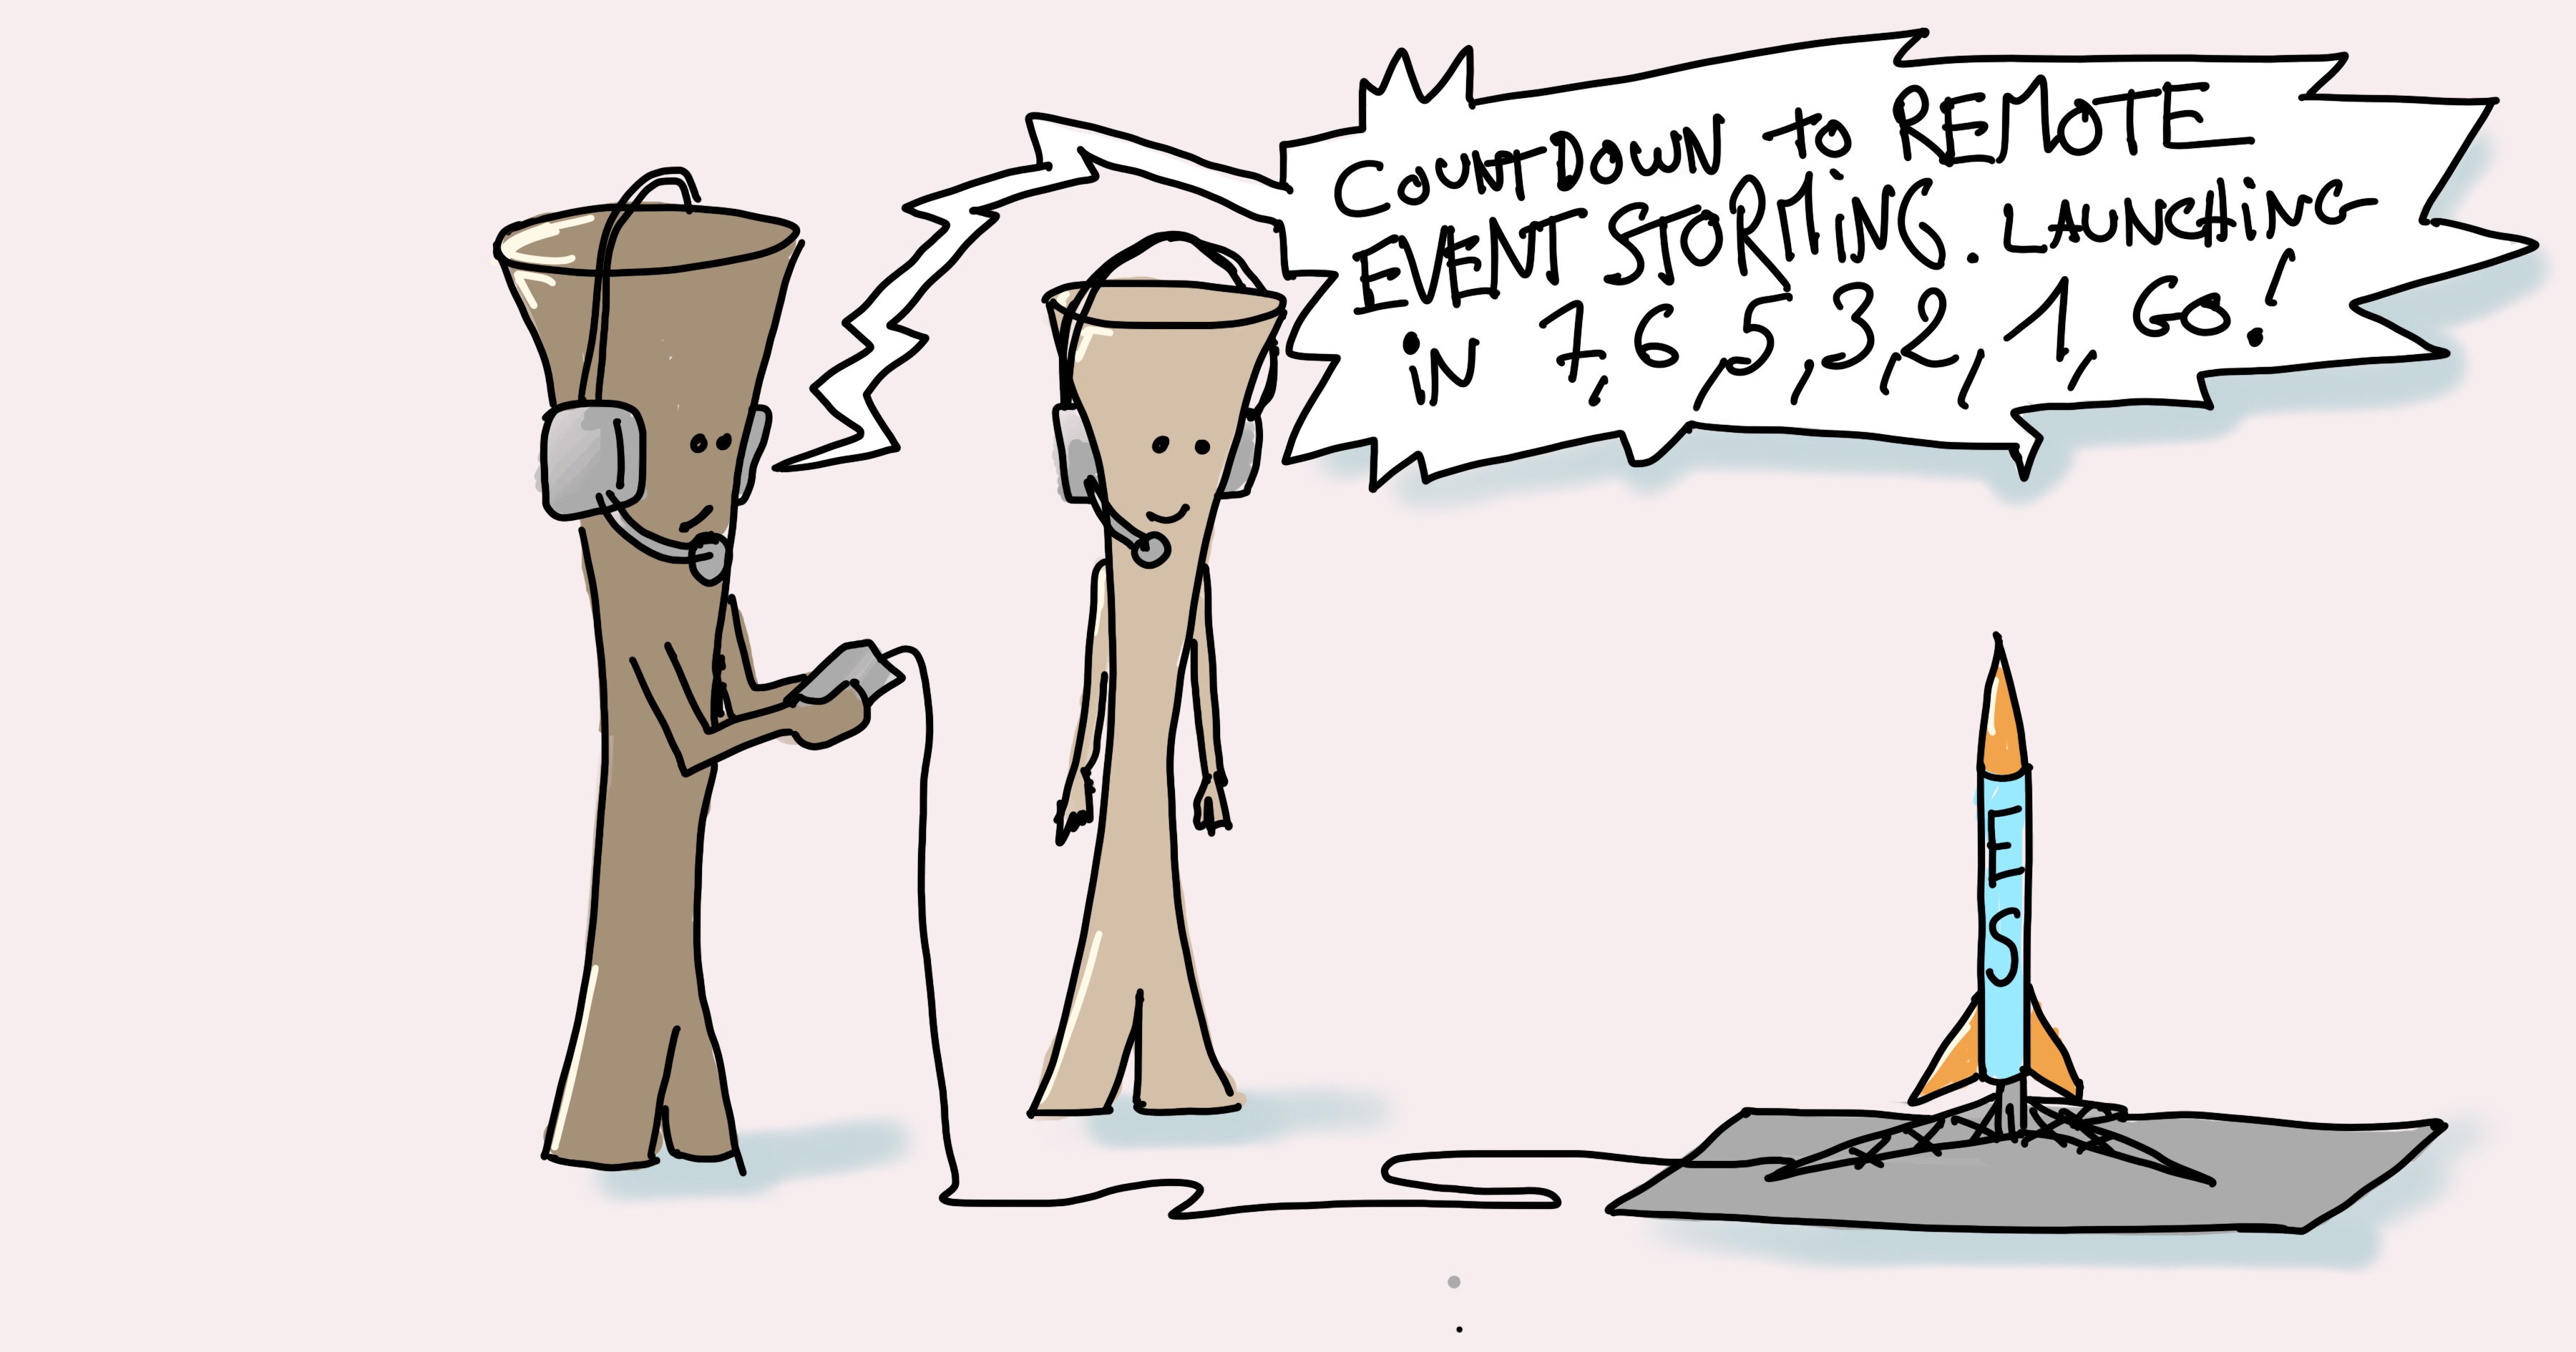 COUNTDOWN to REMOTE
EVENT STORMiNG. LAUNCHiNG
iN 7, 6, 5, 3, 2, 1, GO!
E
S